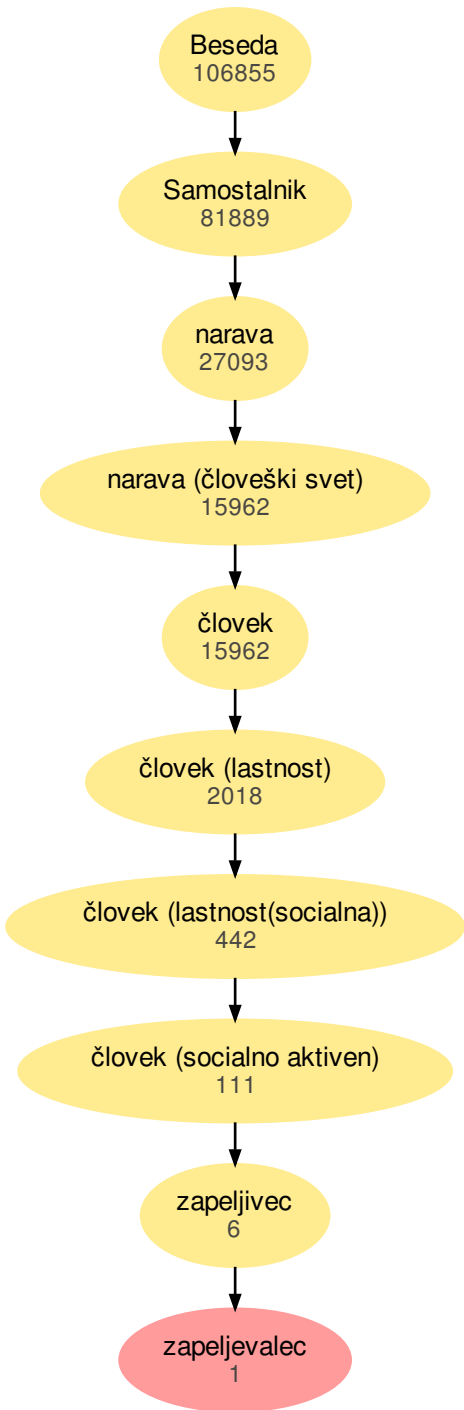 Beseda
106855
Samostalnik
81889
narava
27093
narava (človeški svet)
15962
človek
15962
človek (lastnost)
2018
človek (lastnost(socialna))
442
človek (socialno aktiven)
111
zapeljivec
6
zapeljevalec
1